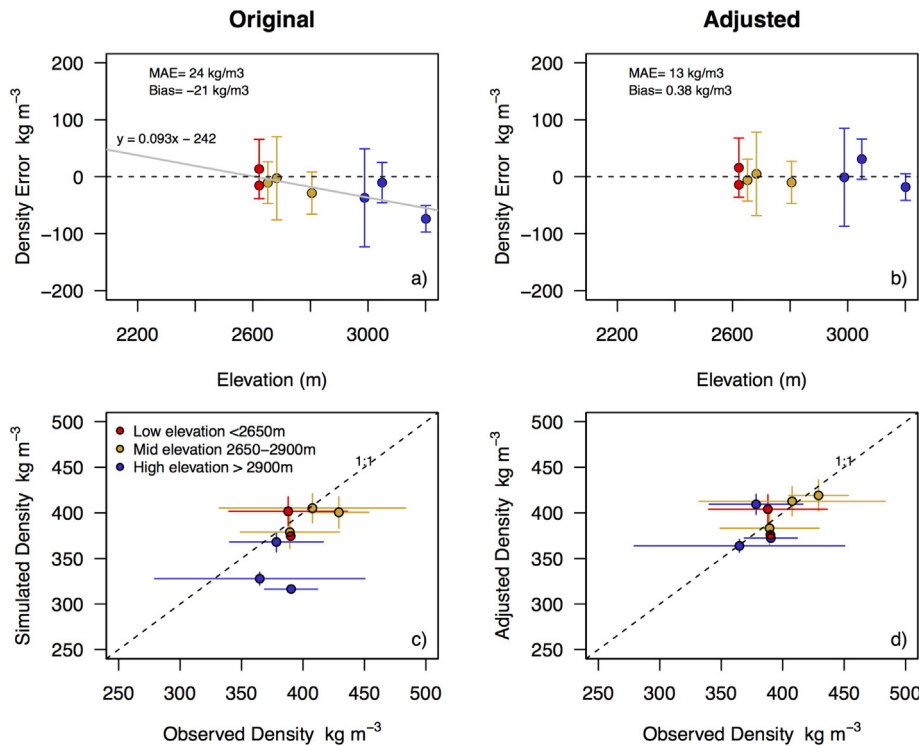 Original
Adjusted
200
100
0
−100
−200
Density Error kg m−3
MAE= 24 kg/m3
Bias= −21 kg/m3
y = 0.093x − 242
a)
2200
2600
3000
Elevation (m)
200
100
0
−100
−200
Density Error kg m−3
MAE= 13 kg/m3
Bias= 0.38 kg/m3
b)
2200
2600
3000
Elevation (m)
500
450
400
350
300
250
Simulated Density kg m−3
Low elevation <2650m
Mid elevation 2650−2900m
High elevation > 2900m
1:1
c)
250
300
350
400
450
500
Observed Density kg m−3
500
450
400
350
300
250
Adjusted Density kg m−3
1:1
d)
250
300
350
400
450
500
Observed Density kg m−3